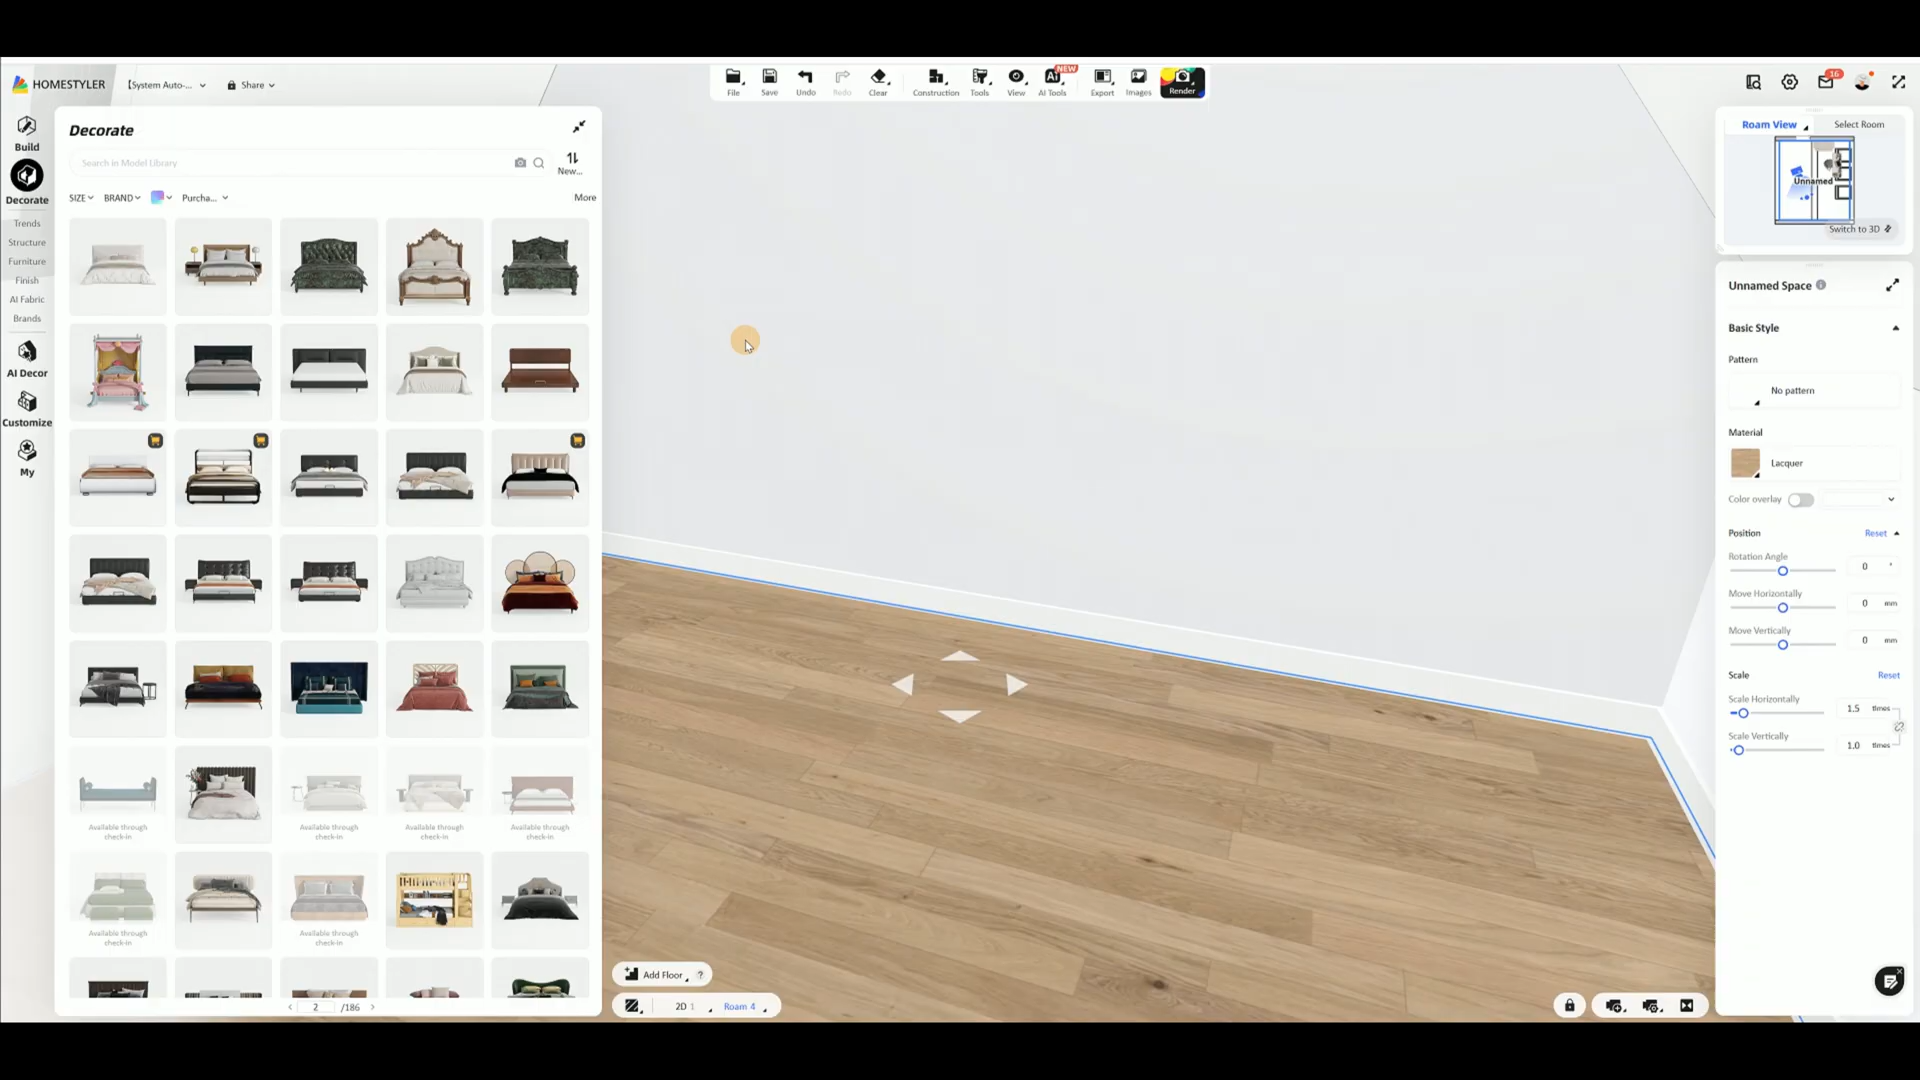 HOMESTYLER
[System Auto-...
Share
File
Save
Undo
Redo
Clear
Construction
Tools
View
AI Tools
NEW
Export
Images
Render
16
Build
Decorate
Trends
Structure
Furniture
Finish
AI Fabric
Brands
AI Decor
Customize
My
Decorate
Search in Model Library
New...
SIZE
BRAND
Purcha...
More
Available through
check-in
Available through
check-in
Available through
check-in
Available through
check-in
Available through
check-in
Available through
check-in
2 /186
Add Floor
?
2D 1
Roam 4
Roam View
Select Room
Unnamed
Switch to 3D
Unnamed Space
Basic Style
Pattern
No pattern
Material
Lacquer
Color overlay
Position
Reset
Rotation Angle
0 °
Move Horizontally
0 mm
Move Vertically
0 mm
Scale
Reset
Scale Horizontally
1.5 times
Scale Vertically
1.0 times